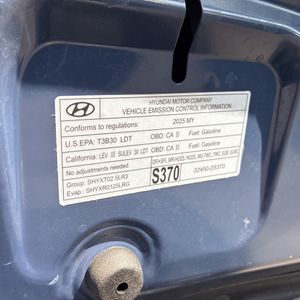 HYUNDAI MOTOR COMPANY
VEHICLE EMISSION CONTROL INFORMATION
Conforms to regulations: 2025 MY
U.S.EPA: T3B30 LDT OBD: CA II Fuel: Gasoline
California: LEV III SULEV 30 LDT OBD: CA II Fuel: Gasoline
No adjustments needed.
Group: SHYXT02.5LR3 S370 32450-2S370
Evap.: SHYXR0125LRG